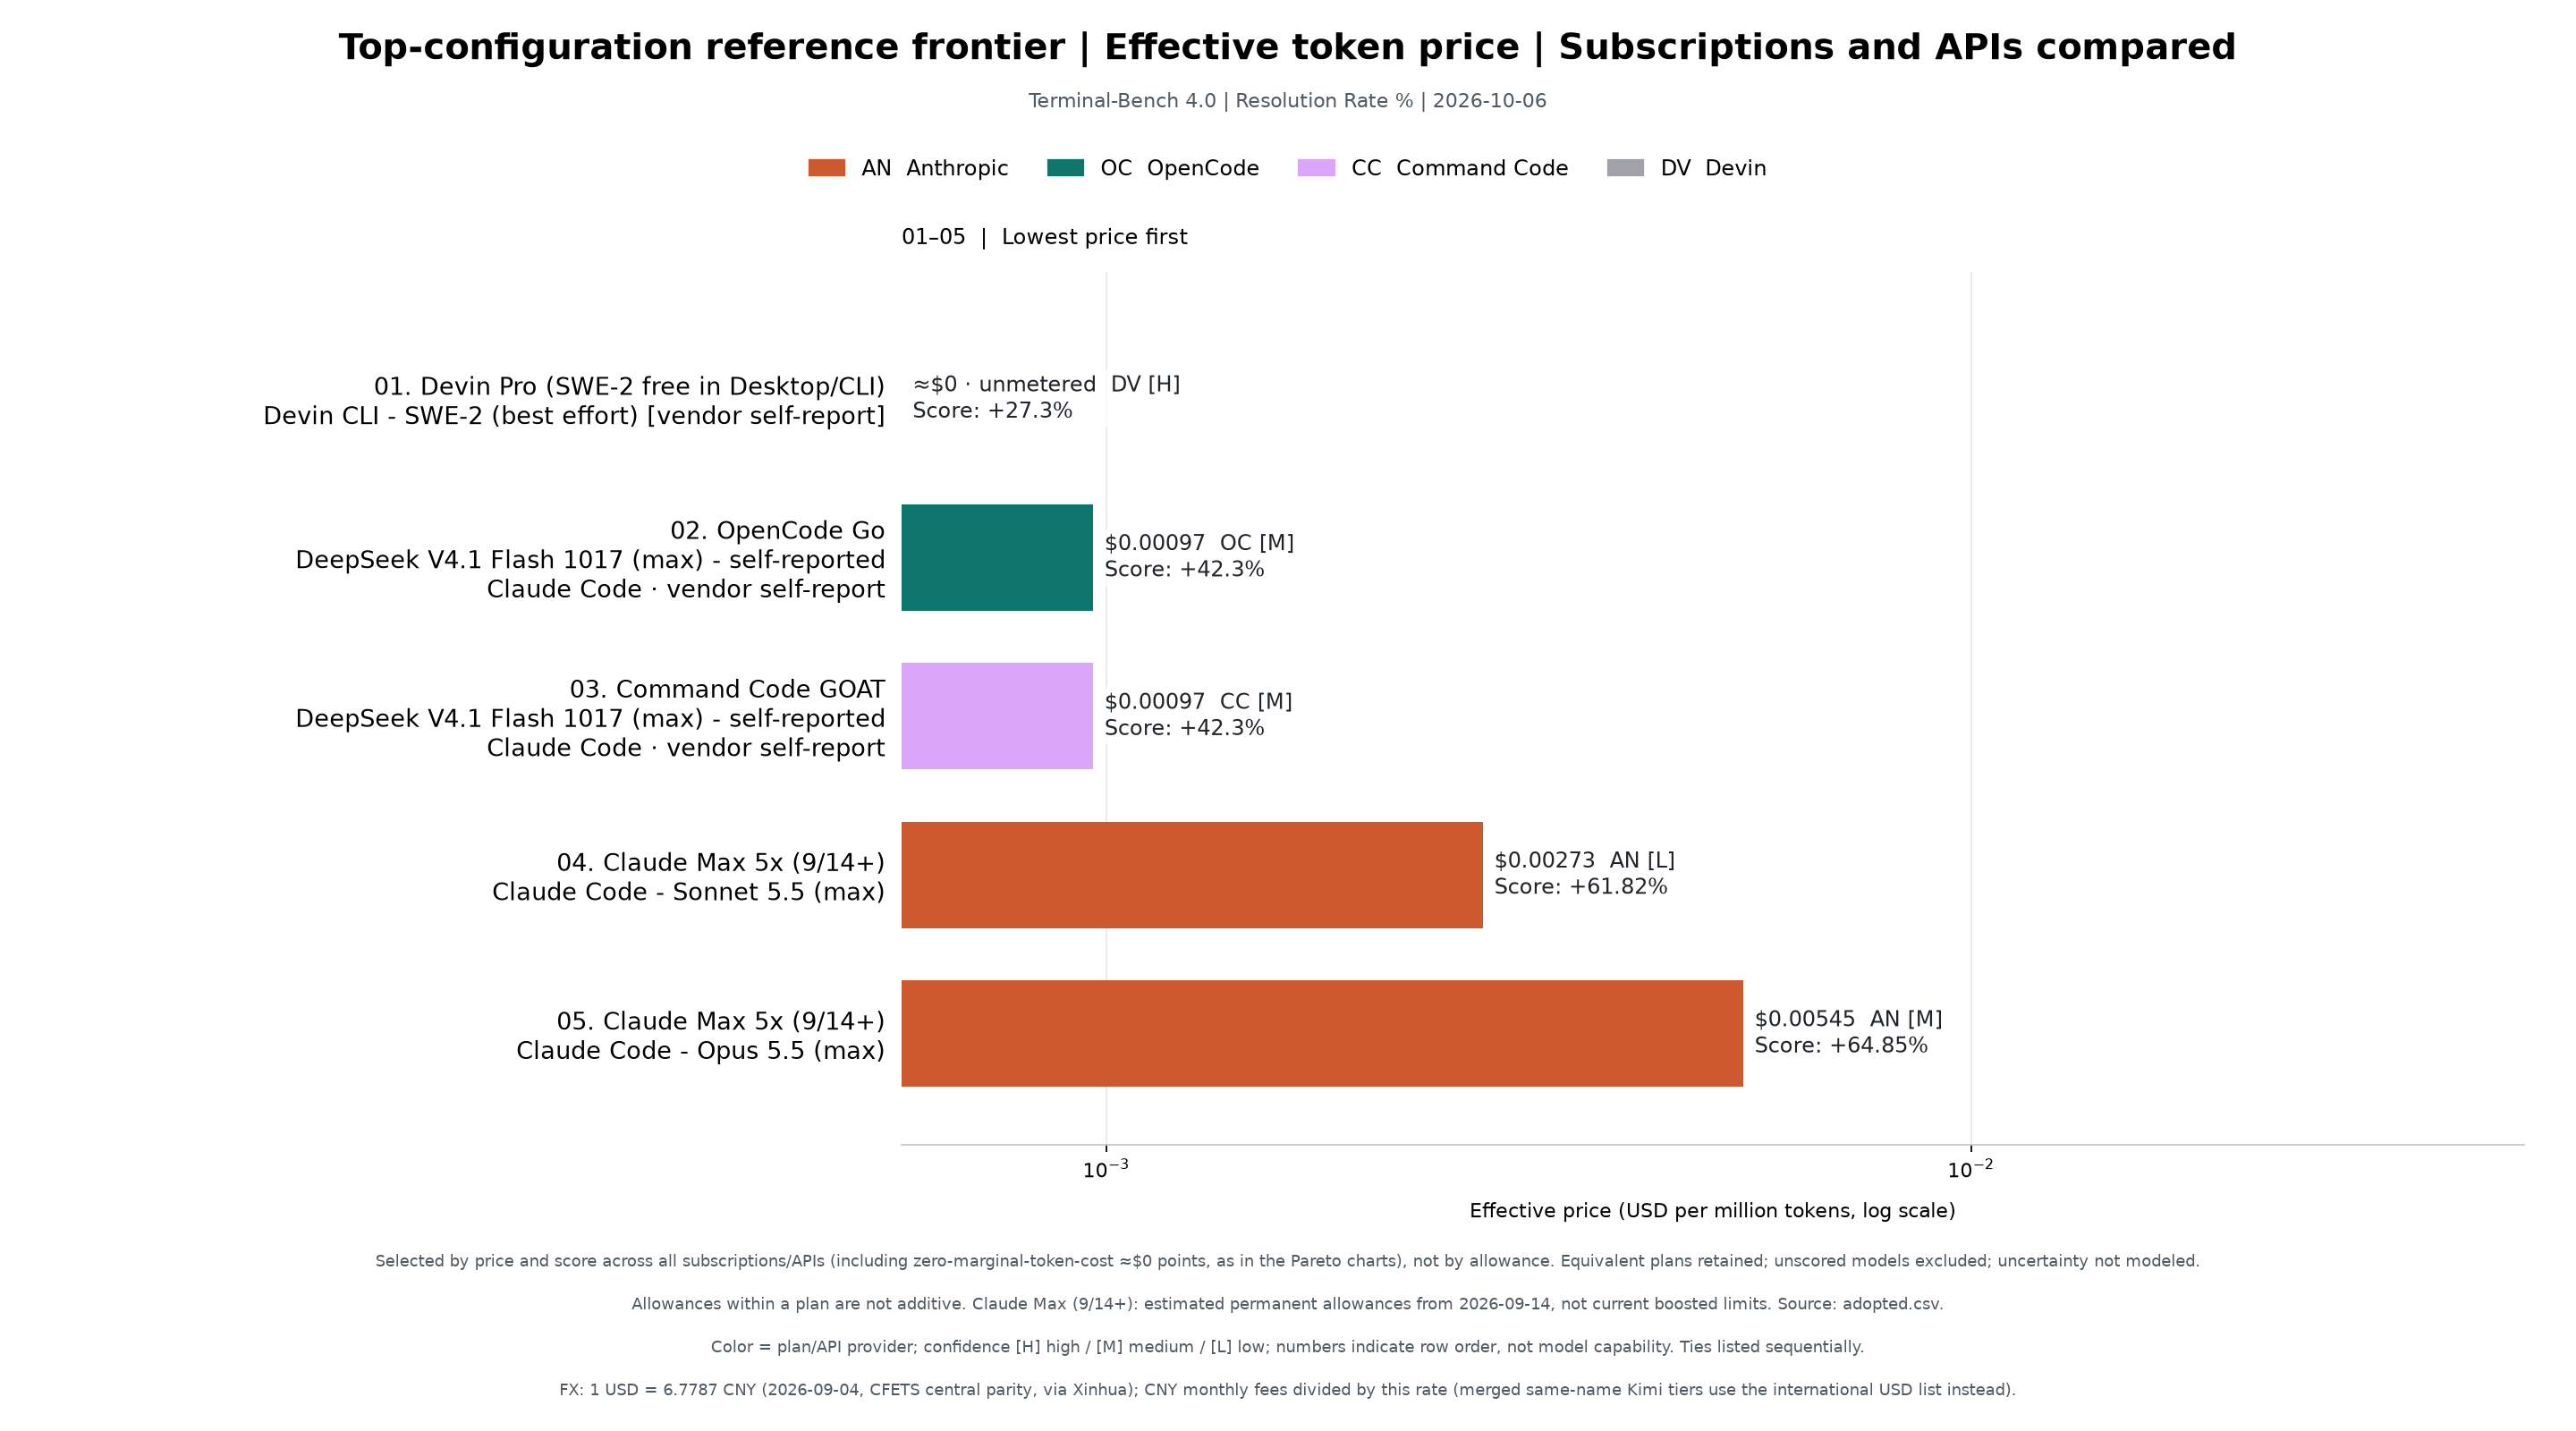 Top-configuration reference frontier | Effective token price | Subscriptions and APIs compared
Terminal-Bench 4.0 | Resolution Rate % | 2026-10-06
AN  Anthropic
OC  OpenCode
CC  Command Code
DV  Devin
01–05  |  Lowest price first
01. Devin Pro (SWE-2 free in Desktop/CLI)
Devin CLI - SWE-2 (best effort) [vendor self-report]
≈$0 · unmetered  DV [H]
Score: +27.3%
02. OpenCode Go
DeepSeek V4.1 Flash 1017 (max) - self-reported
Claude Code · vendor self-report
$0.00097  OC [M]
Score: +42.3%
03. Command Code GOAT
DeepSeek V4.1 Flash 1017 (max) - self-reported
Claude Code · vendor self-report
$0.00097  CC [M]
Score: +42.3%
04. Claude Max 5x (9/14+)
Claude Code - Sonnet 5.5 (max)
$0.00273  AN [L]
Score: +61.82%
05. Claude Max 5x (9/14+)
Claude Code - Opus 5.5 (max)
$0.00545  AN [M]
Score: +64.85%
10⁻³
10⁻²
Effective price (USD per million tokens, log scale)
Selected by price and score across all subscriptions/APIs (including zero-marginal-token-cost ≈$0 points, as in the Pareto charts), not by allowance. Equivalent plans retained; unscored models excluded; uncertainty not modeled.
Allowances within a plan are not additive. Claude Max (9/14+): estimated permanent allowances from 2026-09-14, not current boosted limits. Source: adopted.csv.
Color = plan/API provider; confidence [H] high / [M] medium / [L] low; numbers indicate row order, not model capability. Ties listed sequentially.
FX: 1 USD = 6.7787 CNY (2026-09-04, CFETS central parity, via Xinhua); CNY monthly fees divided by this rate (merged same-name Kimi tiers use the international USD list instead).